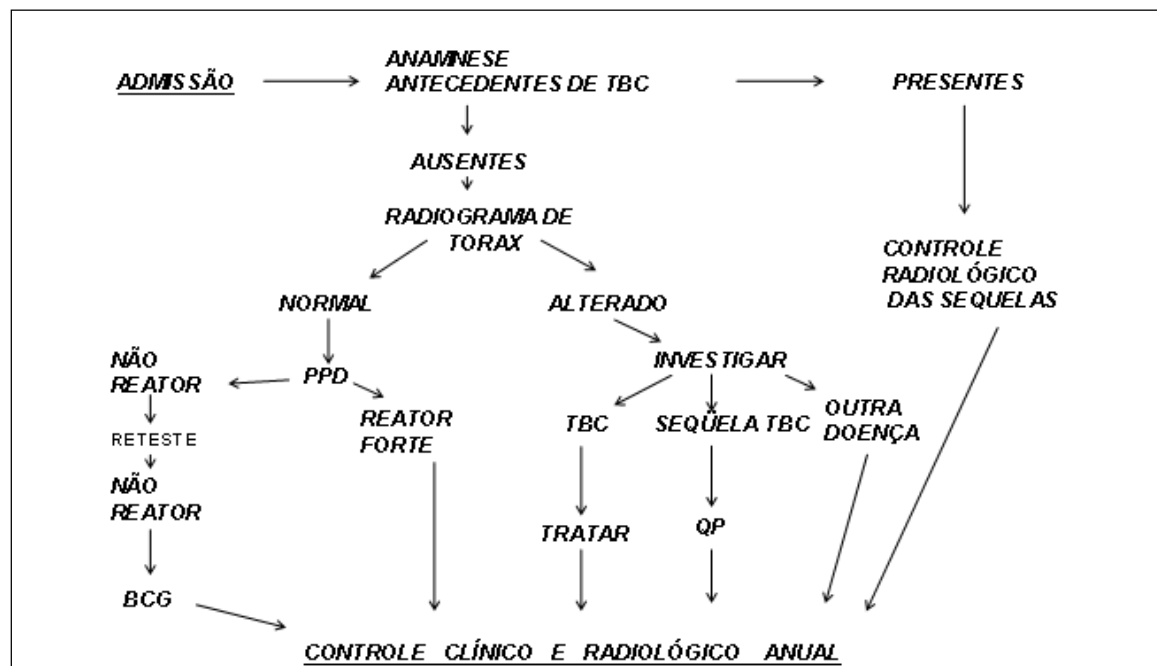 ADMISSÃO
ANAMNESE
ANTECEDENTES DE TBC
PRESENTES
AUSENTES
RADIOGRAMA DE
TORAX
CONTROLE
RADIOLÓGICO
DAS SEQUELAS
NORMAL
ALTERADO
INVESTIGAR
NÃO
REATOR
PPD
REATOR
FORTE
TBC
SEQÜELA TBC
OUTRA
DOENÇA
RETESTE
NÃO
REATOR
TRATAR
QP
BCG
CONTROLE CLÍNICO E RADIOLÓGICO ANUAL